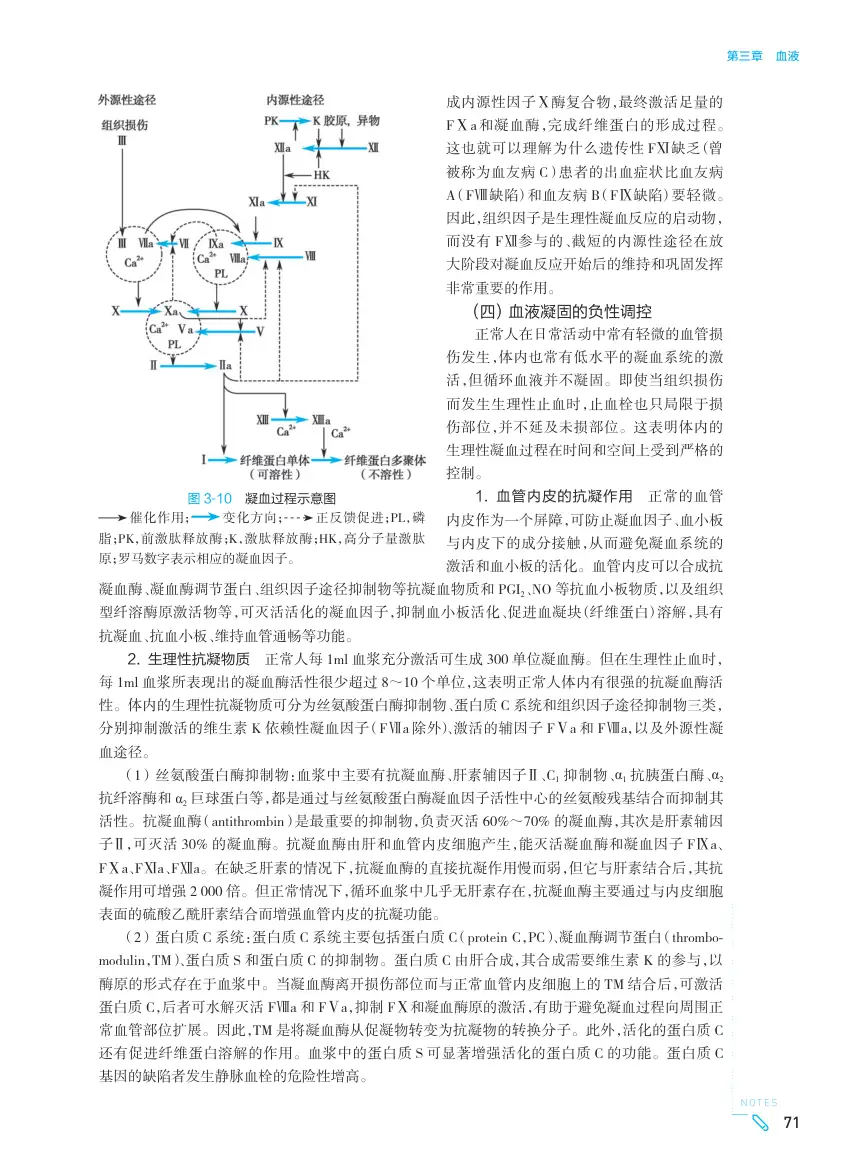 第三章 血液
外源性途径 内源性途径
组织损伤 PK K 胶原，异物
Ⅲ
Ⅻa Ⅻ
HK
Ⅺa Ⅺ
Ⅲ Ⅶa Ⅶ Ⅸa Ⅸ
Ca²⁺ Ca²⁺ Ⅷa Ⅷ
PL
Ⅹ Ⅹa Ⅹ
Ca²⁺ Ⅴa Ⅴ
PL
Ⅱ Ⅱa
ⅩⅢ ⅩⅢa
Ca²⁺ Ca²⁺
Ⅰ 纤维蛋白单体 纤维蛋白多聚体
（可溶性） （不溶性）
图 3-10 凝血过程示意图
催化作用；变化方向；正反馈促进；PL，磷
脂；PK，前激肽释放酶；K，激肽释放酶；HK，高分子量激肽
原；罗马数字表示相应的凝血因子。
成内源性因子Ⅹ酶复合物，最终激活足量的
FⅩa和凝血酶，完成纤维蛋白的形成过程。
这也就可以理解为什么遗传性 FⅪ缺乏（曾
被称为血友病 C）患者的出血症状比血友病
A（FⅧ缺陷）和血友病 B（FⅨ缺陷）要轻微。
因此，组织因子是生理性凝血反应的启动物，
而没有 FⅫ参与的、截短的内源性途径在放
大阶段对凝血反应开始后的维持和巩固发挥
非常重要的作用。
（四）血液凝固的负性调控
正常人在日常活动中常有轻微的血管损
伤发生，体内也常有低水平的凝血系统的激
活，但循环血液并不凝固。即使当组织损伤
而发生生理性止血时，止血栓也只局限于损
伤部位，并不延及未损部位。这表明体内的
生理性凝血过程在时间和空间上受到严格的
控制。
1. 血管内皮的抗凝作用 正常的血管
内皮作为一个屏障，可防止凝血因子、血小板
与内皮下的成分接触，从而避免凝血系统的
激活和血小板的活化。血管内皮可以合成抗
凝血酶、凝血酶调节蛋白、组织因子途径抑制物等抗凝血物质和 PGI₂、NO 等抗血小板物质，以及组织
型纤溶酶原激活物等，可灭活活化的凝血因子，抑制血小板活化、促进血凝块（纤维蛋白）溶解，具有
抗凝血、抗血小板、维持血管通畅等功能。
2. 生理性抗凝物质 正常人每 1ml 血浆充分激活可生成 300 单位凝血酶。但在生理性止血时，
每 1ml 血浆所表现出的凝血酶活性很少超过 8～10 个单位，这表明正常人体内有很强的抗凝血酶活
性。体内的生理性抗凝物质可分为丝氨酸蛋白酶抑制物、蛋白质 C 系统和组织因子途径抑制物三类，
分别抑制激活的维生素 K 依赖性凝血因子（FⅦa 除外）、激活的辅因子 FⅤa 和 FⅧa，以及外源性凝
血途径。
（1）丝氨酸蛋白酶抑制物：血浆中主要有抗凝血酶、肝素辅因子Ⅱ、C₁ 抑制物、α₁ 抗胰蛋白酶、α₂
抗纤溶酶和 α₂ 巨球蛋白等，都是通过与丝氨酸蛋白酶凝血因子活性中心的丝氨酸残基结合而抑制其
活性。抗凝血酶（antithrombin）是最重要的抑制物，负责灭活 60%～70% 的凝血酶，其次是肝素辅因
子Ⅱ，可灭活 30% 的凝血酶。抗凝血酶由肝和血管内皮细胞产生，能灭活凝血酶和凝血因子 FⅨa、
FⅩa、FⅪa、FⅫa。在缺乏肝素的情况下，抗凝血酶的直接抗凝作用慢而弱，但它与肝素结合后，其抗
凝作用可增强 2 000 倍。但正常情况下，循环血浆中几乎无肝素存在，抗凝血酶主要通过与内皮细胞
表面的硫酸乙酰肝素结合而增强血管内皮的抗凝功能。
（2）蛋白质 C 系统：蛋白质 C 系统主要包括蛋白质 C（protein C，PC）、凝血酶调节蛋白（thrombo-
modulin，TM）、蛋白质 S 和蛋白质 C 的抑制物。蛋白质 C 由肝合成，其合成需要维生素 K 的参与，以
酶原的形式存在于血浆中。当凝血酶离开损伤部位而与正常血管内皮细胞上的 TM 结合后，可激活
蛋白质 C，后者可水解灭活 FⅧa 和 FⅤa，抑制 FⅩ和凝血酶原的激活，有助于避免凝血过程向周围正
常血管部位扩展。因此，TM 是将凝血酶从促凝物转变为抗凝物的转换分子。此外，活化的蛋白质 C
还有促进纤维蛋白溶解的作用。血浆中的蛋白质 S 可显著增强活化的蛋白质 C 的功能。蛋白质 C
基因的缺陷者发生静脉血栓的危险性增高。
NOTES
71